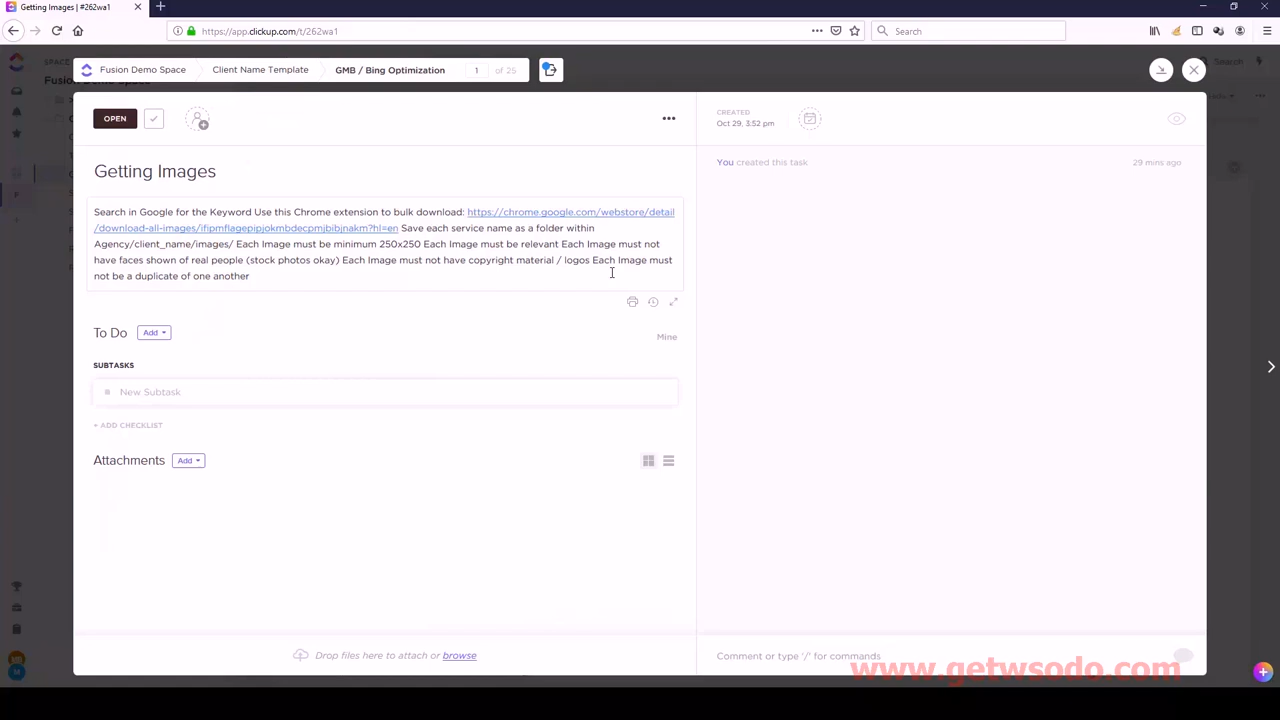 Getting Images | #262wa1
https://app.clickup.com/t/262wa1
Search
Fusion Demo Space
Client Name Template
GMB / Bing Optimization
1 of 25
OPEN
CREATED
Oct 29, 3:52 pm
Getting Images
You created this task
29 mins ago
Search in Google for the Keyword Use this Chrome extension to bulk download: https://chrome.google.com/webstore/detail
/download-all-images/ifipmflagepipjokmbdecpmjbibjnakm?hl=en Save each service name as a folder within
Agency/client_name/images/ Each Image must be minimum 250x250 Each Image must be relevant Each Image must not
have faces shown of real people (stock photos okay) Each Image must not have copyright material / logos Each Image must
not be a duplicate of one another
To Do
Add
Mine
SUBTASKS
New Subtask
+ ADD CHECKLIST
Attachments
Add
Drop files here to attach or browse
Comment or type '/' for commands
www.getwsodo.com